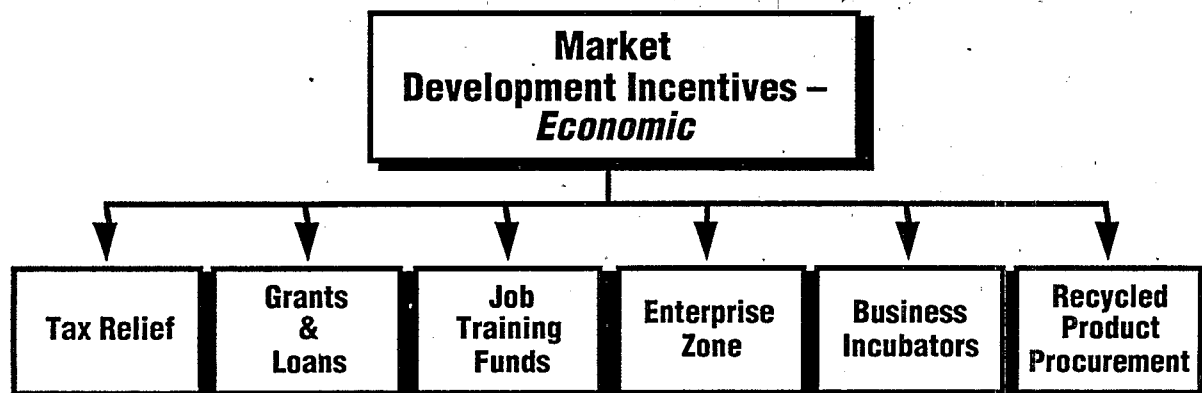 Market
Development Incentives –
Economic
Tax Relief
Grants
&
Loans
Job
Training
Funds
Enterprise
Zone
Business
Incubators
Recycled
Product
Procurement